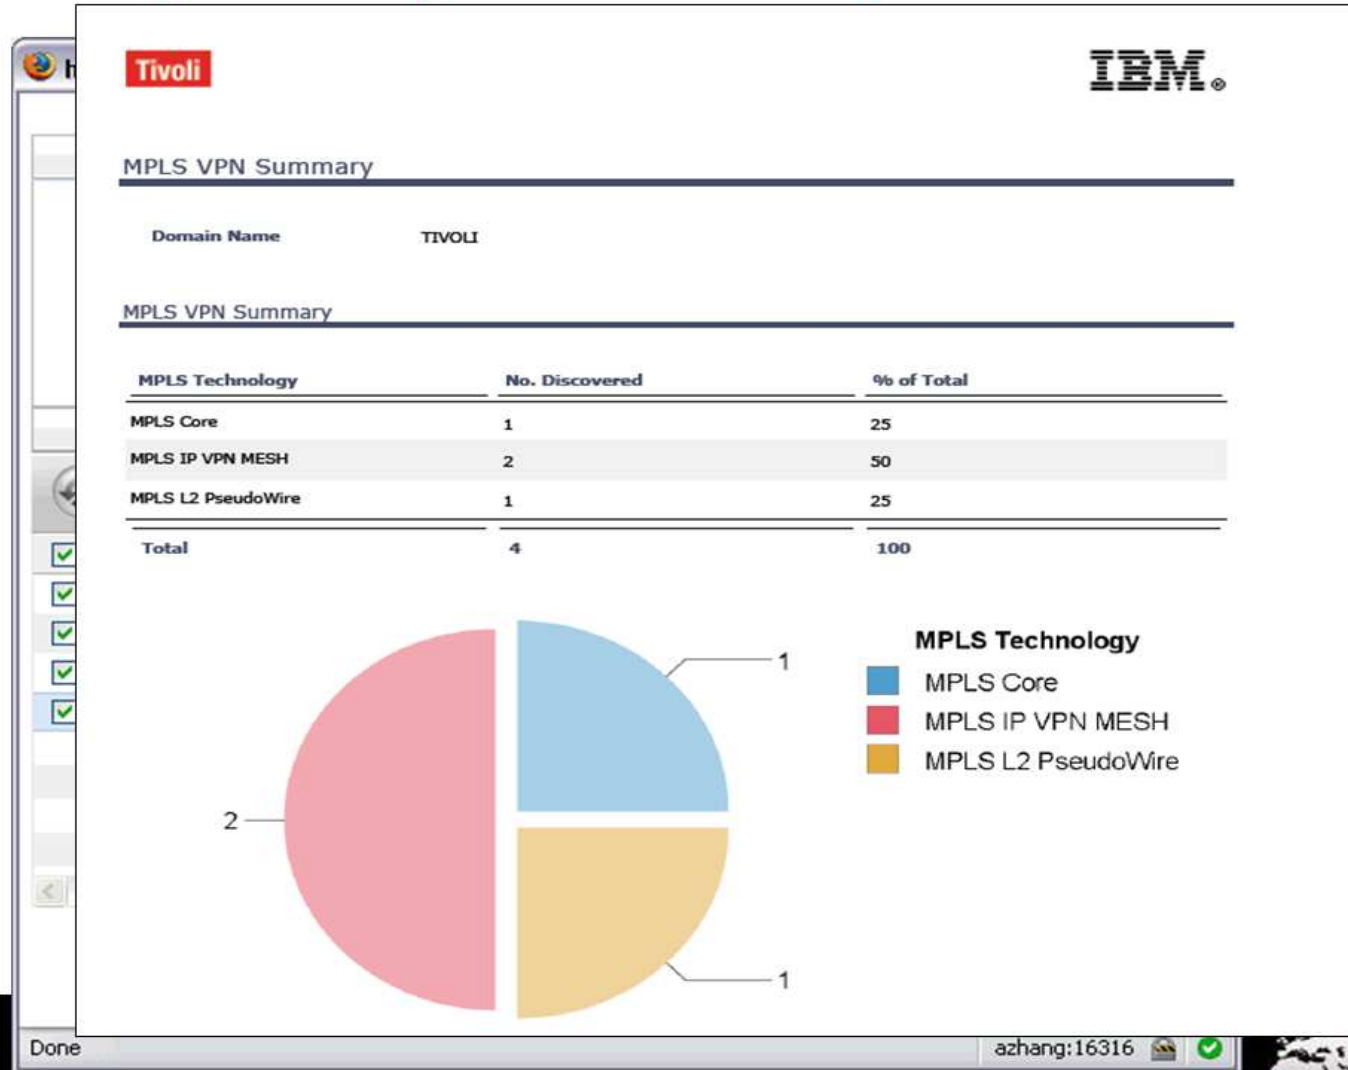 Tivoli
IBM®
MPLS VPN Summary
Domain Name TIVOLI
MPLS VPN Summary
MPLS Technology No. Discovered % of Total
MPLS Core 1 25
MPLS IP VPN MESH 2 50
MPLS L2 PseudoWire 1 25
Total 4 100
MPLS Technology
MPLS Core
MPLS IP VPN MESH
MPLS L2 PseudoWire
1
2
1
Done azhang:16316